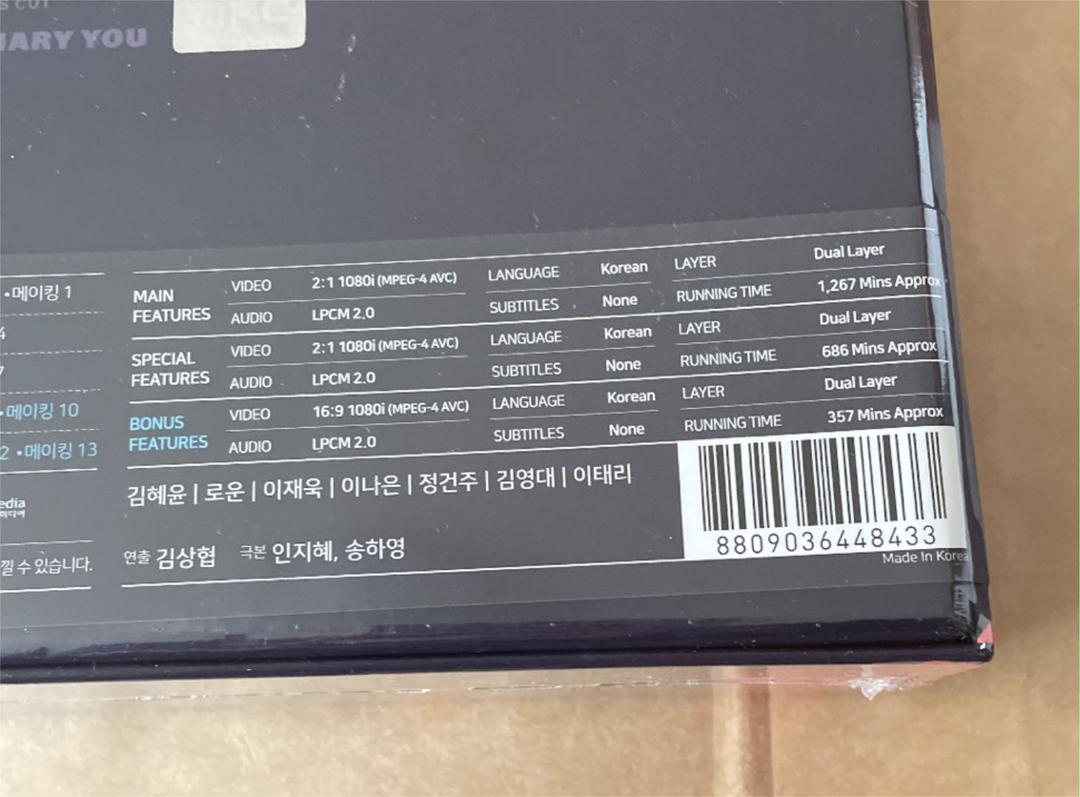 S CUT
NARY YOU
•메이킹 1
4
7
•메이킹 10
2 •메이킹 13
edia
미디어
낄 수 있습니다.
MAIN FEATURES
VIDEO 2:1 1080i (MPEG-4 AVC) LANGUAGE Korean LAYER Dual Layer
AUDIO LPCM 2.0 SUBTITLES None RUNNING TIME 1,267 Mins Approx
SPECIAL FEATURES
VIDEO 2:1 1080i (MPEG-4 AVC) LANGUAGE Korean LAYER Dual Layer
AUDIO LPCM 2.0 SUBTITLES None RUNNING TIME 686 Mins Approx
BONUS FEATURES
VIDEO 16:9 1080i (MPEG-4 AVC) LANGUAGE Korean LAYER Dual Layer
AUDIO LPCM 2.0 SUBTITLES None RUNNING TIME 357 Mins Approx
김혜윤 | 로운 | 이재욱 | 이나은 | 정건주 | 김영대 | 이태리
연출 김상협 극본 인지혜, 송하영
8809036448433
Made In Korea